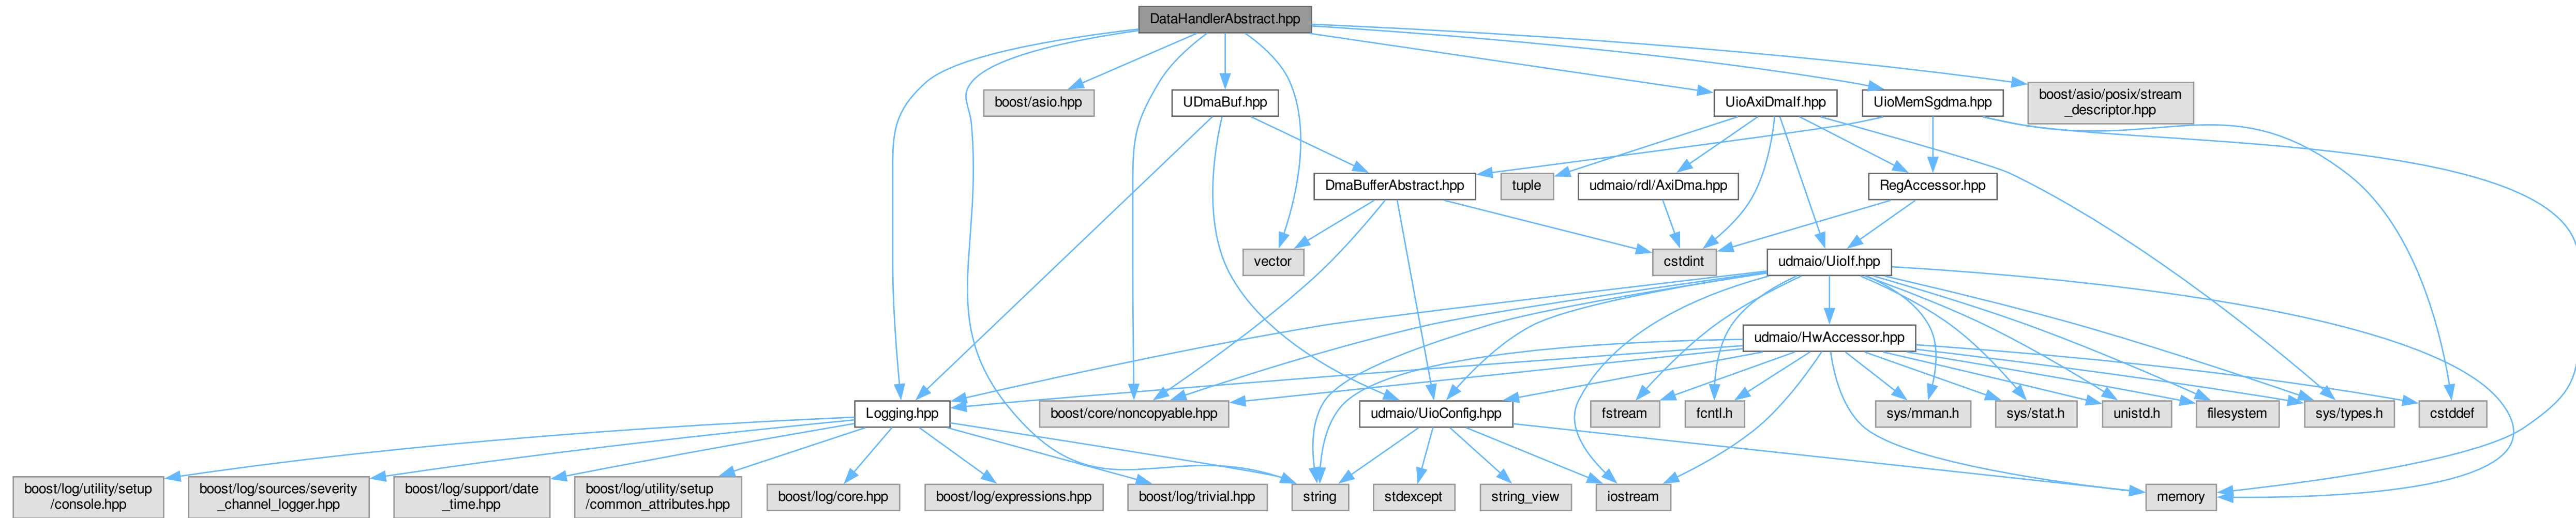 DataHandlerAbstract.hpp
boost/asio.hpp
UDmaBuf.hpp
UioAxiDmaIf.hpp
UioMemSgdma.hpp
boost/asio/posix/stream
_descriptor.hpp
DmaBufferAbstract.hpp
tuple
udmaio/rdl/AxiDma.hpp
RegAccessor.hpp
vector
cstdint
udmaio/UioIf.hpp
udmaio/HwAccessor.hpp
Logging.hpp
boost/core/noncopyable.hpp
udmaio/UioConfig.hpp
fstream
fcntl.h
sys/mman.h
sys/stat.h
unistd.h
filesystem
sys/types.h
cstddef
boost/log/utility/setup
/console.hpp
boost/log/sources/severity
_channel_logger.hpp
boost/log/support/date
_time.hpp
boost/log/utility/setup
/common_attributes.hpp
boost/log/core.hpp
boost/log/expressions.hpp
boost/log/trivial.hpp
string
stdexcept
string_view
iostream
memory